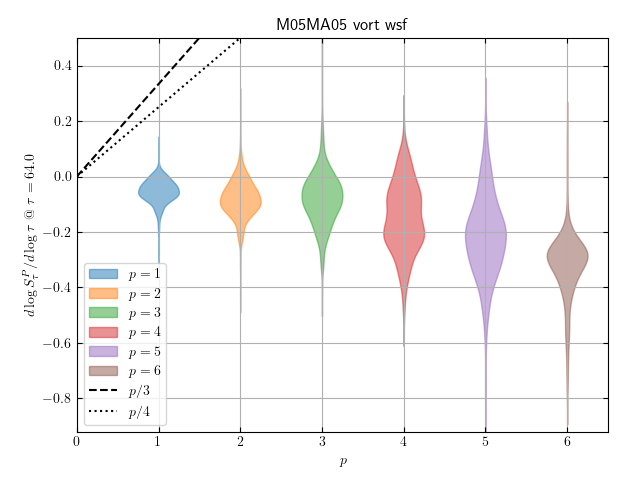 M05MA05 vort wsf
d log S_τ^P / d log τ @ τ = 64.0
0.4
0.2
0.0
−0.2
−0.4
−0.6
−0.8
p = 1
p = 2
p = 3
p = 4
p = 5
p = 6
p/3
p/4
0 1 2 3 4 5 6
p